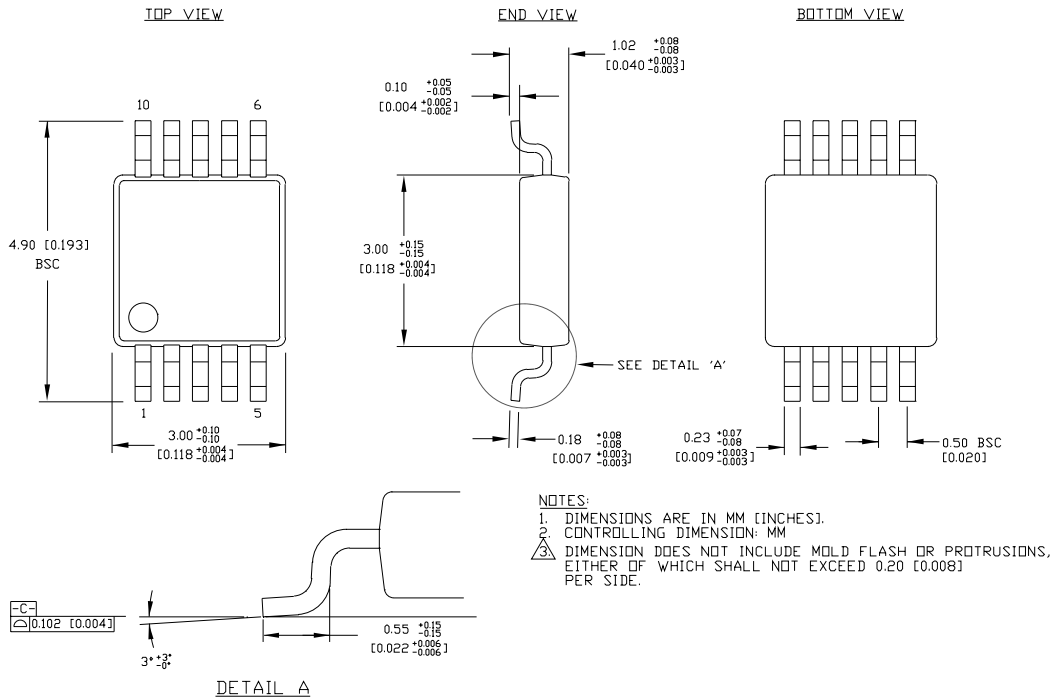 TOP VIEW
END VIEW
BOTTOM VIEW
10
6
4.90 [0.193]
BSC
1
5
3.00 +0.10 -0.10
[0.118 +0.004 -0.004]
1.02 +0.08 -0.08
[0.040 +0.003 -0.003]
0.10 +0.05 -0.05
[0.004 +0.002 -0.002]
3.00 +0.15 -0.15
[0.118 +0.004 -0.004]
SEE DETAIL 'A'
0.18 +0.08 -0.08
[0.007 +0.003 -0.003]
0.23 +0.07 -0.08
[0.009 +0.003 -0.003]
0.50 BSC
[0.020]
NOTES:
1. DIMENSIONS ARE IN MM [INCHES].
2. CONTROLLING DIMENSION: MM
3. DIMENSION DOES NOT INCLUDE MOLD FLASH OR PROTRUSIONS,
EITHER OF WHICH SHALL NOT EXCEED 0.20 [0.008]
PER SIDE.
-C-
0.102 [0.004]
3° +3° -0°
0.55 +0.15 -0.15
[0.022 +0.006 -0.006]
DETAIL A